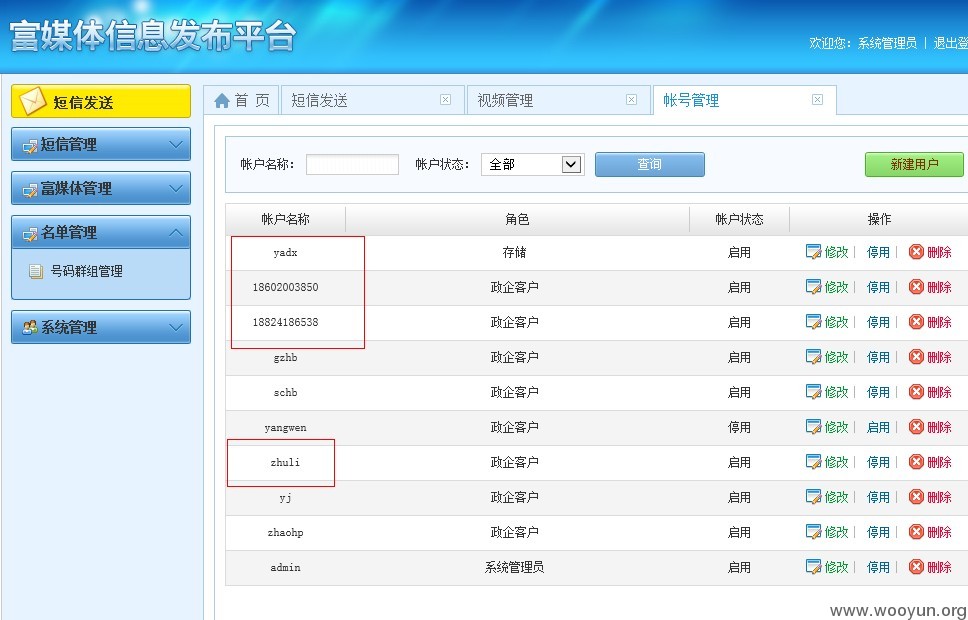 富媒体信息发布平台
欢迎您: 系统管理员 | 退出登
短信发送
短信管理
富媒体管理
名单管理
号码群组管理
系统管理
首 页 短信发送 视频管理 帐号管理
帐户名称: 帐户状态: 全部 查询 新建用户
帐户名称 角色 帐户状态 操作
yadx 存储 启用 修改 | 停用 | 删除
18602003850 政企客户 启用 修改 | 停用 | 删除
18824186538 政企客户 启用 修改 | 停用 | 删除
gzhb 政企客户 启用 修改 | 停用 | 删除
schb 政企客户 启用 修改 | 停用 | 删除
yangwen 政企客户 停用 修改 | 启用 | 删除
zhuli 政企客户 启用 修改 | 停用 | 删除
yj 政企客户 启用 修改 | 停用 | 删除
zhaohp 政企客户 启用 修改 | 停用 | 删除
admin 系统管理员 启用 修改 | 停用 | 删除
www.wooyun.org